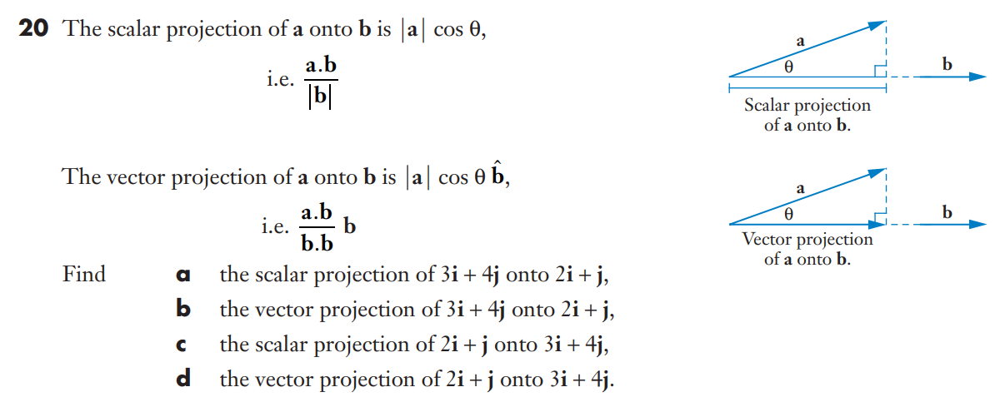 20 The scalar projection of a onto b is |a| cos θ,
i.e. a.b / |b|
a
θ
b
Scalar projection
of a onto b.
The vector projection of a onto b is |a| cos θ b̂,
i.e. a.b / b.b b
a
θ
b
Vector projection
of a onto b.
Find a the scalar projection of 3i + 4j onto 2i + j,
b the vector projection of 3i + 4j onto 2i + j,
c the scalar projection of 2i + j onto 3i + 4j,
d the vector projection of 2i + j onto 3i + 4j.